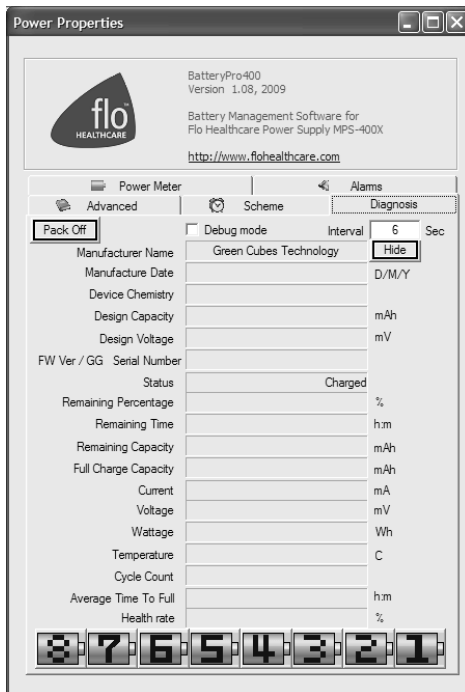 Power Properties
flo
HEALTHCARE
BatteryPro400
Version 1.08, 2009
Battery Management Software for
Flo Healthcare Power Supply MPS-400X
http://www.flohealthcare.com
Power Meter Alarms
Advanced Scheme Diagnosis
Pack Off Debug mode Interval 6 Sec
Manufacturer Name Green Cubes Technology Hide
Manufacture Date D/M/Y
Device Chemistry
Design Capacity mAh
Design Voltage mV
FW Ver / GG Serial Number
Status Charged
Remaining Percentage %
Remaining Time h:m
Remaining Capacity mAh
Full Charge Capacity mAh
Current mA
Voltage mV
Wattage Wh
Temperature C
Cycle Count
Average Time To Full h:m
Health rate %
8 7 6 5 4 3 2 1